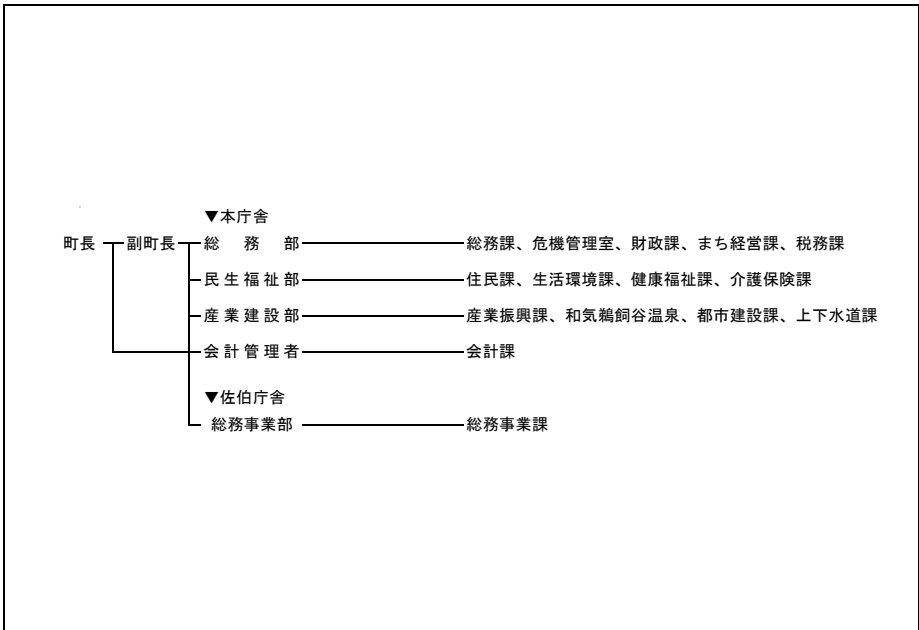 ▼本庁舎
町長 副町長 総務部 総務課、危機管理室、財政課、まち経営課、税務課
民生福祉部 住民課、生活環境課、健康福祉課、介護保険課
産業建設部 産業振興課、和気鵜飼谷温泉、都市建設課、上下水道課
会計管理者 会計課
▼佐伯庁舎
総務事業部 総務事業課